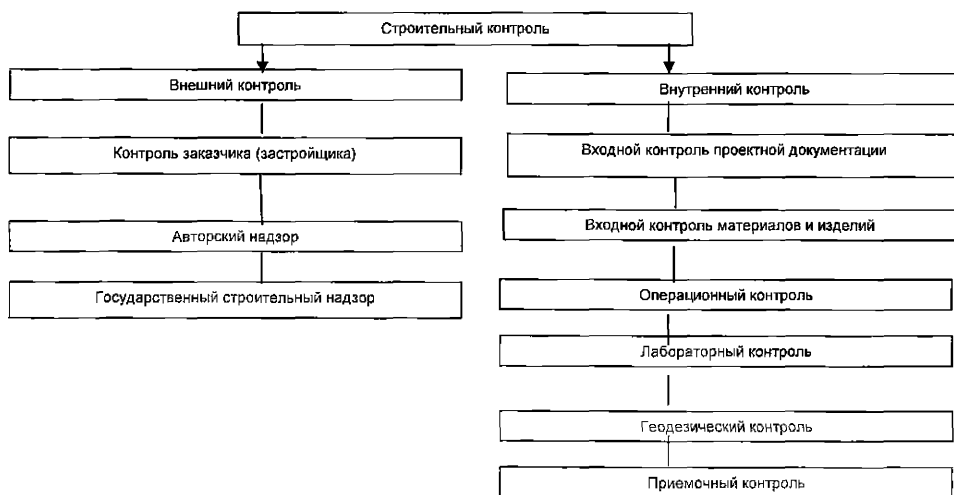 Строительный контроль
Внешний контроль
Контроль заказчика (застройщика)
Авторский надзор
Государственный строительный надзор
Внутренний контроль
Входной контроль проектной документации
Входной контроль материалов и изделий
Операционный контроль
Лабораторный контроль
Геодезический контроль
Приемочный контроль